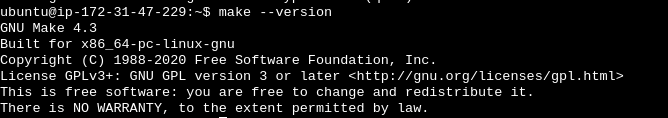 ubuntu@ip-172-31-47-229:~$ make --version
GNU Make 4.3
Built for x86_64-pc-linux-gnu
Copyright (C) 1988-2020 Free Software Foundation, Inc.
License GPLv3+: GNU GPL version 3 or later <http://gnu.org/licenses/gpl.html>
This is free software: you are free to change and redistribute it.
There is NO WARRANTY, to the extent permitted by law.